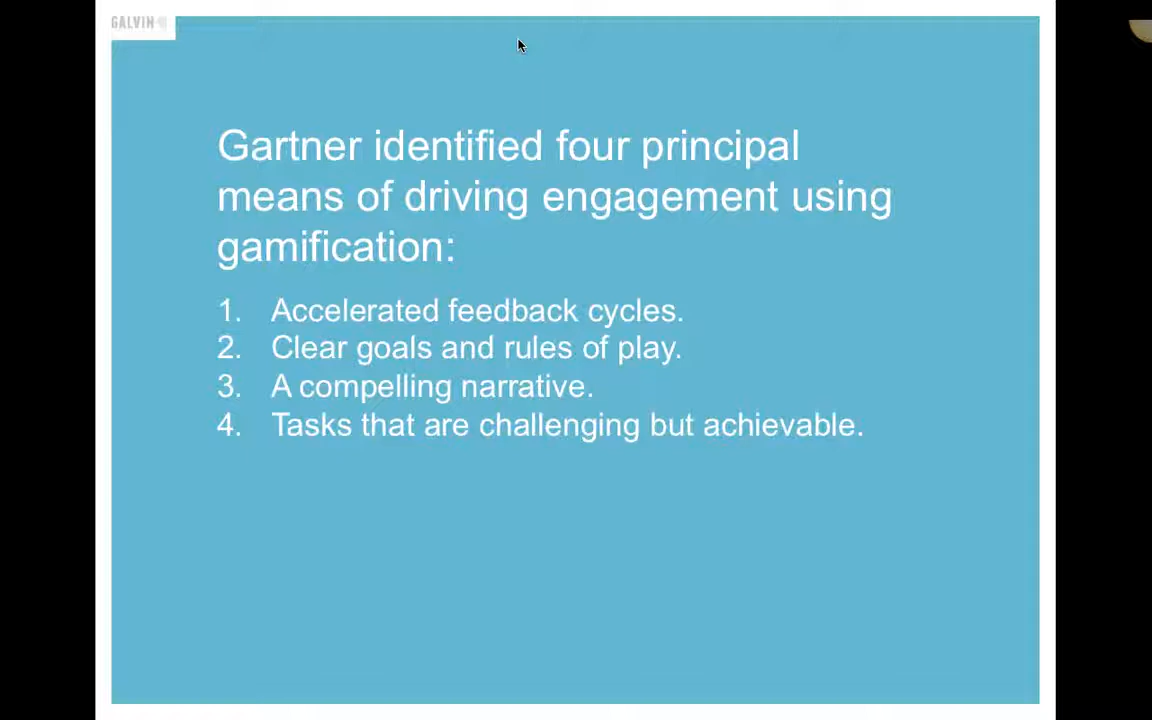 GALVIN
Gartner identified four principal
means of driving engagement using
gamification:
1. Accelerated feedback cycles.
2. Clear goals and rules of play.
3. A compelling narrative.
4. Tasks that are challenging but achievable.